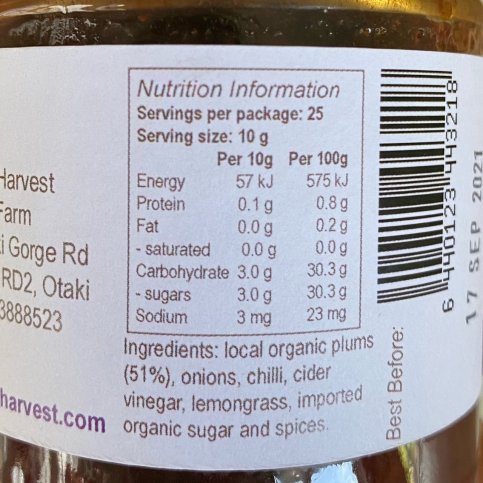 Nutrition Information
Servings per package: 25
Serving size: 10 g
Per 10g Per 100g
Energy 57 kJ 575 kJ
Protein 0.1 g 0.8 g
Fat 0.0 g 0.2 g
- saturated 0.0 g 0.0 g
Carbohydrate 3.0 g 30.3 g
- sugars 3.0 g 30.3 g
Sodium 3 mg 23 mg
Ingredients: local organic plums
(51%), onions, chilli, cider
vinegar, lemongrass, imported
organic sugar and spices.
Harvest
Farm
i Gorge Rd
RD2, Otaki
3888523
harvest.com
6 440123 443218
Best Before:
17 SEP 2021